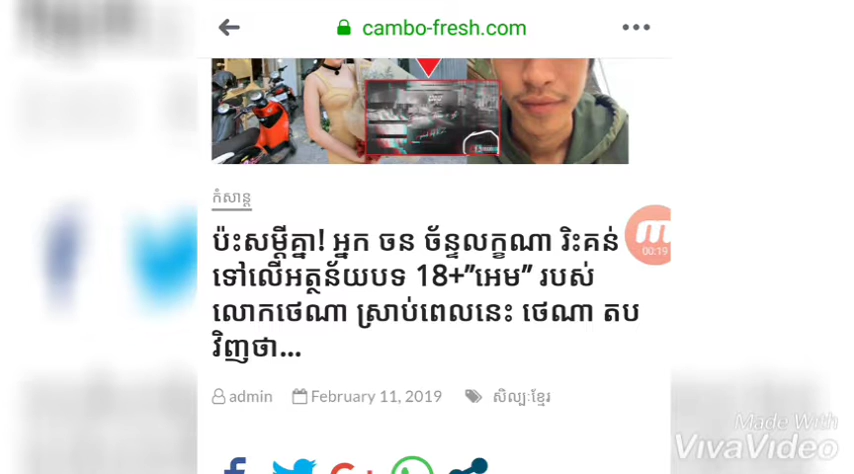 cambo-fresh.com
កំសាន្ត
ប៉ះសម្ដីគ្នា! អ្នក ចន ច័ន្ទលក្ខណា រិះគន់
00:19
ទៅលើអត្ថន័យបទ 18+"អេម" របស់
លោកថេណា ស្រាប់ពេលនេះ ថេណា តប
វិញថា...
admin February 11, 2019 សិល្បៈខ្មែរ
Made With
VivaVideo